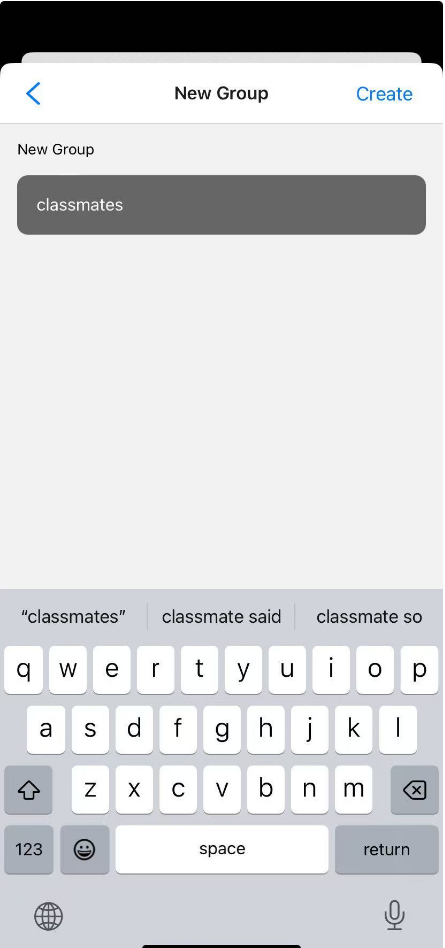 New Group
Create
New Group
classmates
“classmates”
classmate said
classmate so
q w e r t y u i o p
a s d f g h j k l
z x c v b n m
123
space
return